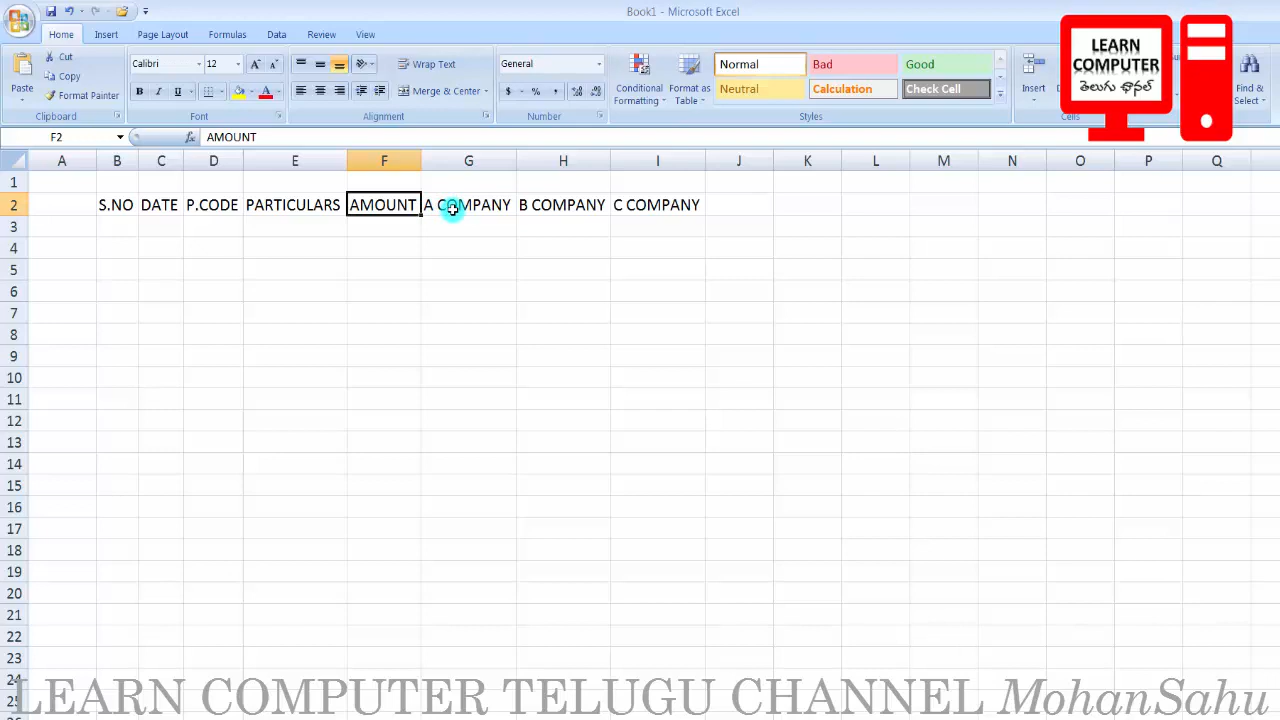 Book1 - Microsoft Excel
Home Insert Page Layout Formulas Data Review View
Cut
Copy
Format Painter
Paste
Clipboard
Calibri 12
B I U
Font
Wrap Text
Merge & Center
Alignment
General
$ % ,
Number
Conditional Formatting
Format as Table
Normal Bad Good
Neutral Calculation Check Cell
Styles
Insert
Cells
Find & Select
LEARN
COMPUTER
తెలుగు ఛానల్
F2 fx AMOUNT
A B C D E F G H I J K L M N O P Q
1
2 S.NO DATE P.CODE PARTICULARS AMOUNT A COMPANY B COMPANY C COMPANY
3
4
5
6
7
8
9
10
11
12
13
14
15
16
17
18
19
20
21
22
23
24
25
LEARN COMPUTER TELUGU CHANNEL MohanSahu